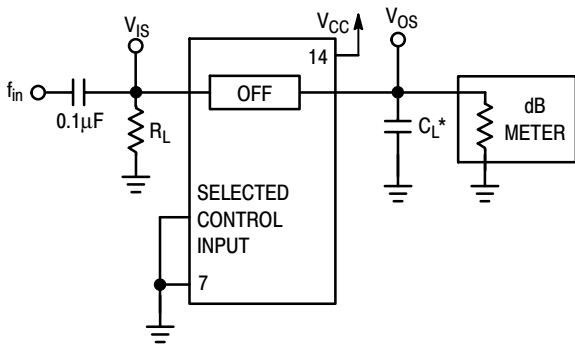 V_IS
V_CC
V_OS
14
f_in
0.1μF
R_L
OFF
C_L*
dB
METER
SELECTED
CONTROL
INPUT
7